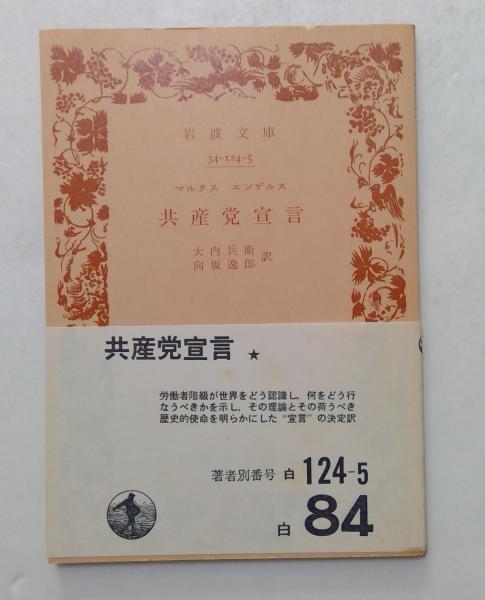 岩波文庫
34-124-5
マルクス エンゲルス
共産党宣言
大内兵衛
向坂逸郎 訳
共産党宣言 ★
労働者階級が世界をどう認識し，何をどう行
なうべきかを示し，その理論とその荷うべき
歴史的使命を明らかにした “宣言” の決定訳
著者別番号 白 124-5
白 84